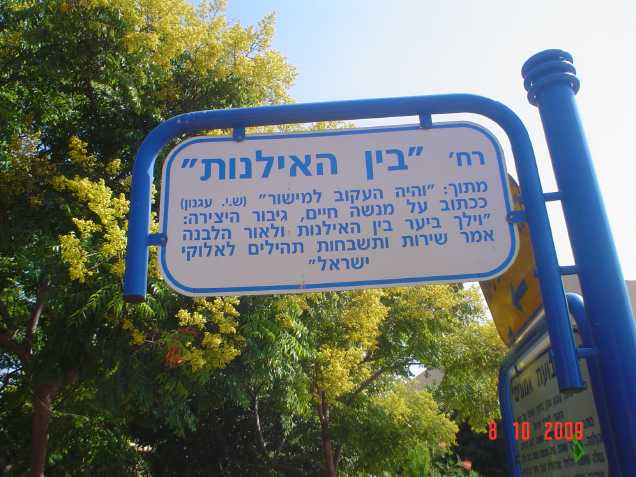 רח' "בין האילנות"
מתוך: "והיה העקוב למישור" (ש.י. עגנון)
ככתוב על מנשה חיים, גיבור היצירה:
"וילך ביער בין האילנות ולאור הלבנה
אמר שירות ותשבחות תהילים לאלוקי
ישראל"
8 10 2009